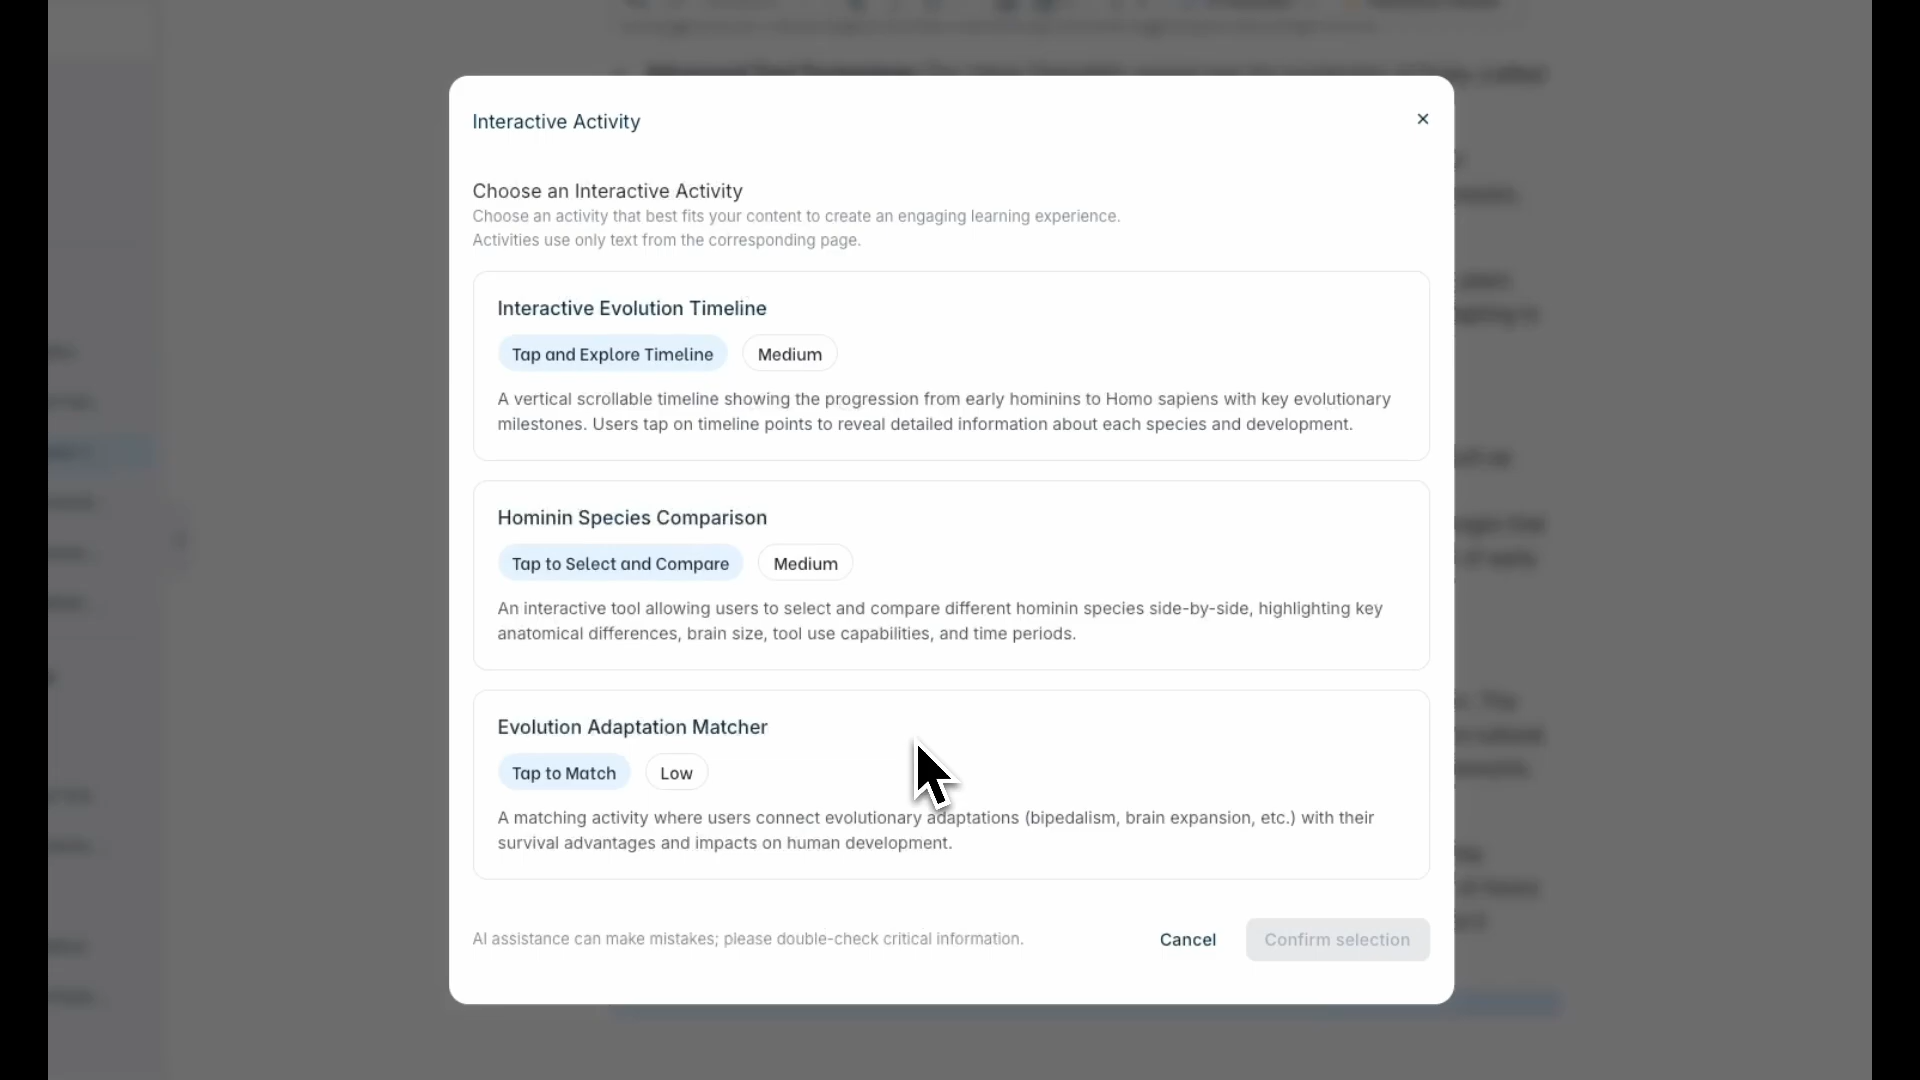 Interactive Activity
×
Choose an Interactive Activity
Choose an activity that best fits your content to create an engaging learning experience.
Activities use only text from the corresponding page.
Interactive Evolution Timeline
Tap and Explore Timeline Medium
A vertical scrollable timeline showing the progression from early hominins to Homo sapiens with key evolutionary
milestones. Users tap on timeline points to reveal detailed information about each species and development.
Hominin Species Comparison
Tap to Select and Compare Medium
An interactive tool allowing users to select and compare different hominin species side-by-side, highlighting key
anatomical differences, brain size, tool use capabilities, and time periods.
Evolution Adaptation Matcher
Tap to Match Low
A matching activity where users connect evolutionary adaptations (bipedalism, brain expansion, etc.) with their
survival advantages and impacts on human development.
AI assistance can make mistakes; please double-check critical information.
Cancel Confirm selection